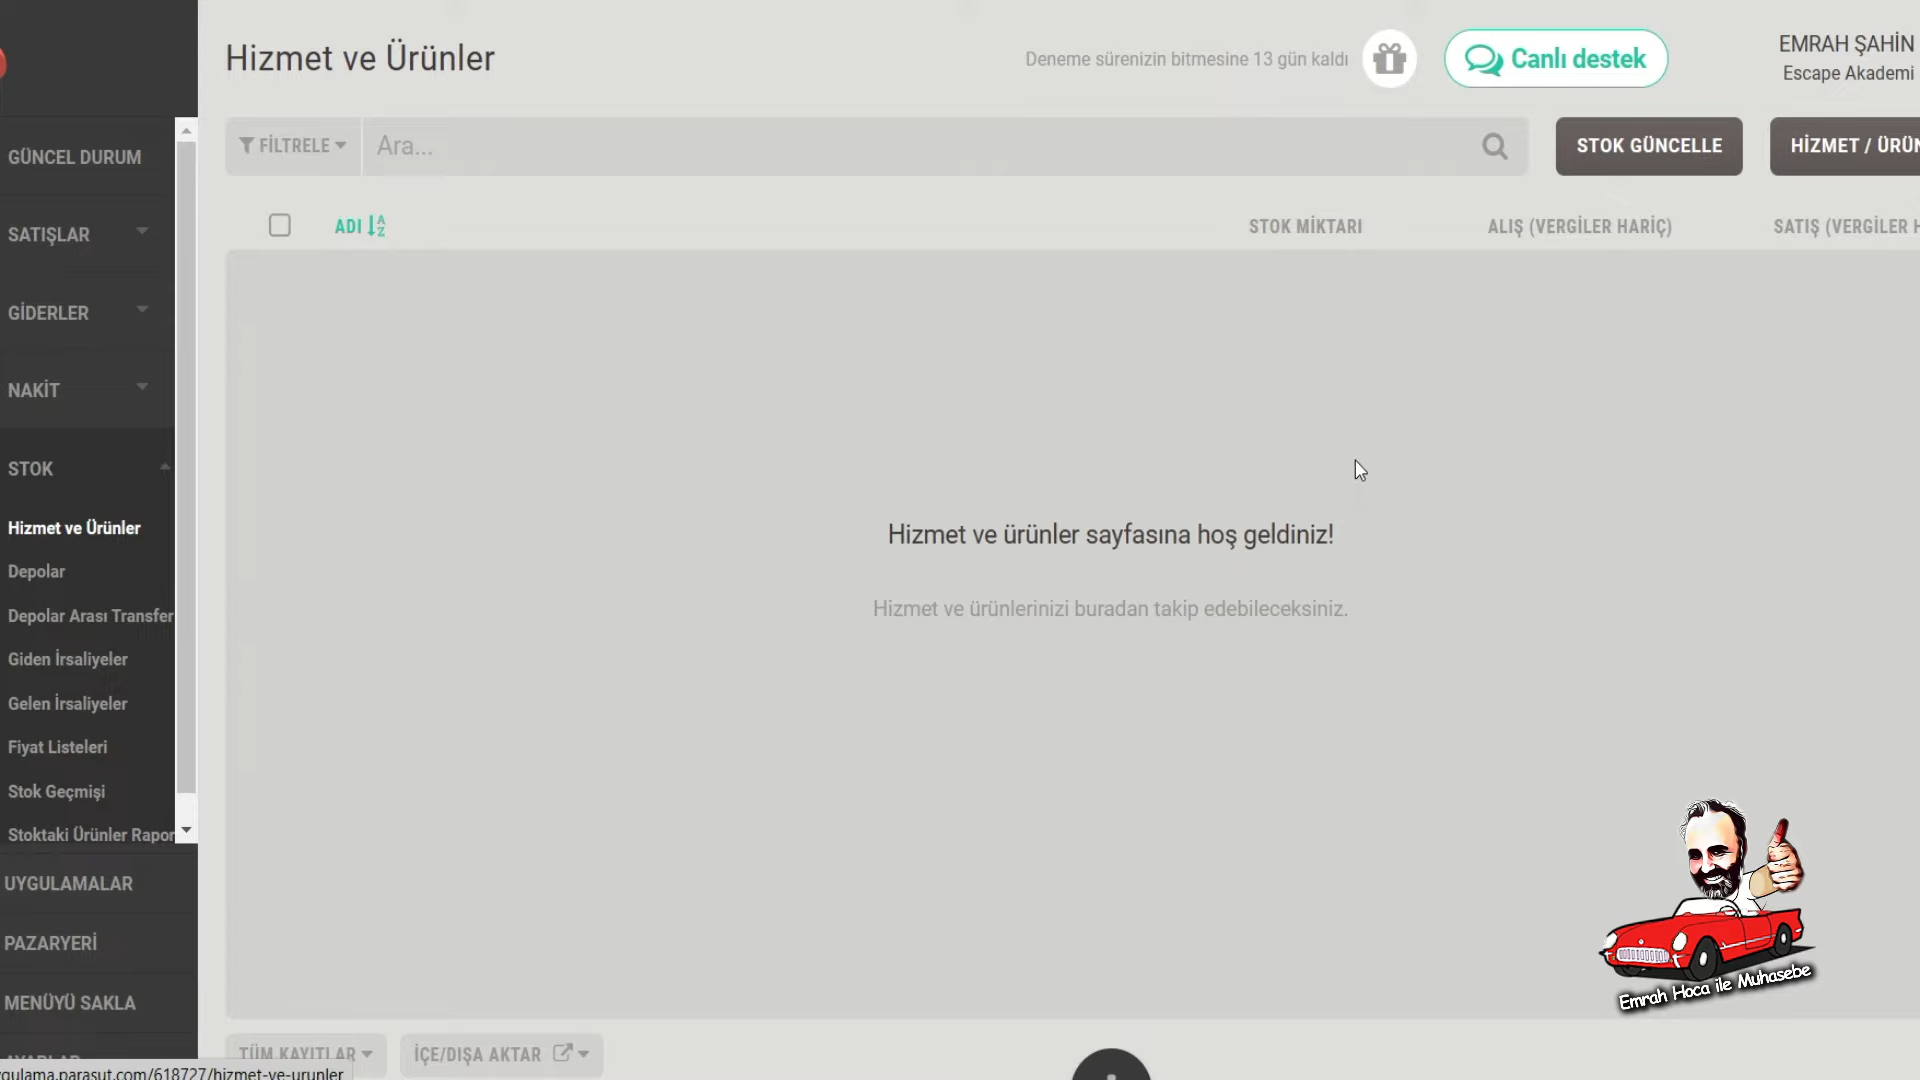 Hizmet ve Ürünler
Deneme sürenizin bitmesine 13 gün kaldı
Canlı destek
EMRAH ŞAHİN
Escape Akademi
GÜNCEL DURUM
SATIŞLAR
GİDERLER
NAKİT
STOK
Hizmet ve Ürünler
Depolar
Depolar Arası Transfer
Giden İrsaliyeler
Gelen İrsaliyeler
Fiyat Listeleri
Stok Geçmişi
Stoktaki Ürünler Rapor
UYGULAMALAR
PAZARYERİ
MENÜYÜ SAKLA
FİLTRELE
Ara...
STOK GÜNCELLE
HİZMET / ÜRÜN
ADI
STOK MİKTARI
ALIŞ (VERGİLER HARİÇ)
SATIŞ (VERGİLER H
Hizmet ve ürünler sayfasına hoş geldiniz!
Hizmet ve ürünlerinizi buradan takip edebileceksiniz.
Emrah Hoca ile Muhasebe
TÜM KAYITLAR
İÇE/DIŞA AKTAR
ygulama.parasut.com/618727/hizmet-ve-urunler